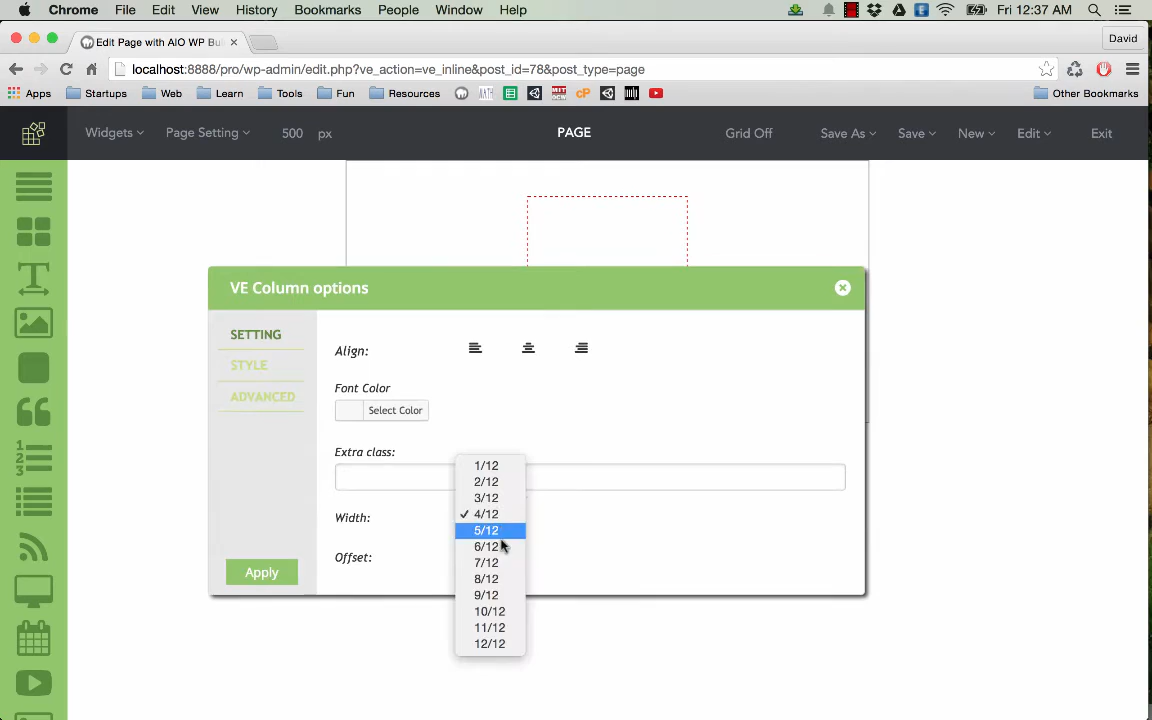 Chrome File Edit View History Bookmarks People Window Help Fri 12:37 AM
Edit Page with AIO WP Bu David
localhost:8888/pro/wp-admin/edit.php?ve_action=ve_inline&post_id=78&post_type=page
Apps Startups Web Learn Tools Fun Resources Other Bookmarks
Widgets Page Setting 500 px PAGE Grid Off Save As Save New Edit Exit
VE Column options
SETTING
STYLE
ADVANCED
Apply
Align:
Font Color
Select Color
Extra class:
Width:
Offset:
1/12
2/12
3/12
4/12
5/12
6/12
7/12
8/12
9/12
10/12
11/12
12/12
T
1
2
3